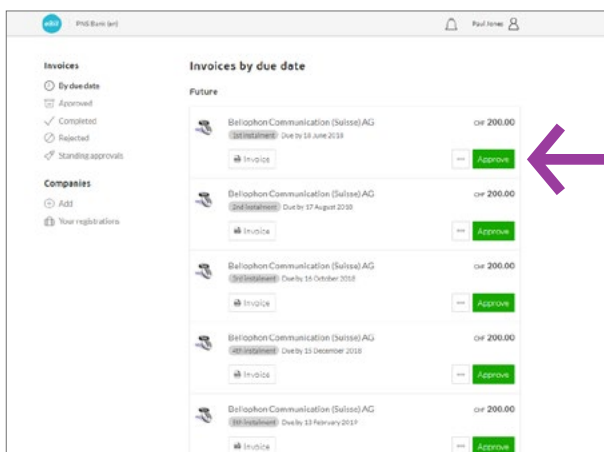 eBill PNS Bank (en) Paul Jones
Invoices
By due date
Approved
Completed
Rejected
Standing approvals
Companies
Add
Your registrations
Invoices by due date
Future
Bellophon Communication (Suisse) AG CHF 200.00
1st instalment Due by 18 June 2018
Invoice Approve
Bellophon Communication (Suisse) AG CHF 200.00
2nd instalment Due by 17 August 2018
Invoice Approve
Bellophon Communication (Suisse) AG CHF 200.00
3rd instalment Due by 16 October 2018
Invoice Approve
Bellophon Communication (Suisse) AG CHF 200.00
4th instalment Due by 15 December 2018
Invoice Approve
Bellophon Communication (Suisse) AG CHF 200.00
5th instalment Due by 13 February 2019
Invoice Approve